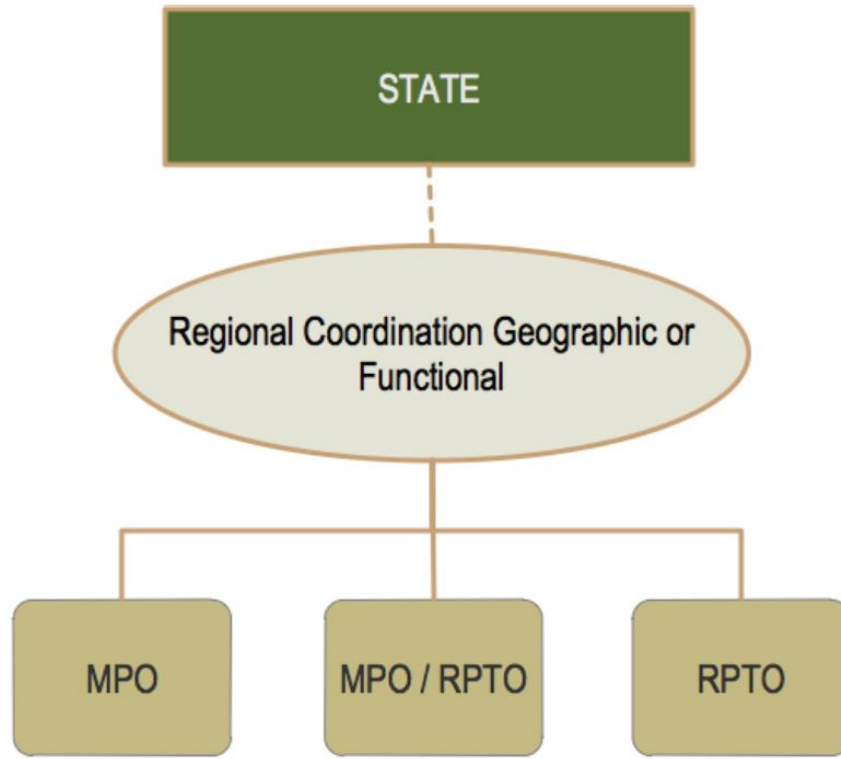 STATE
Regional Coordination Geographic or
Functional
MPO
MPO / RPTO
RPTO